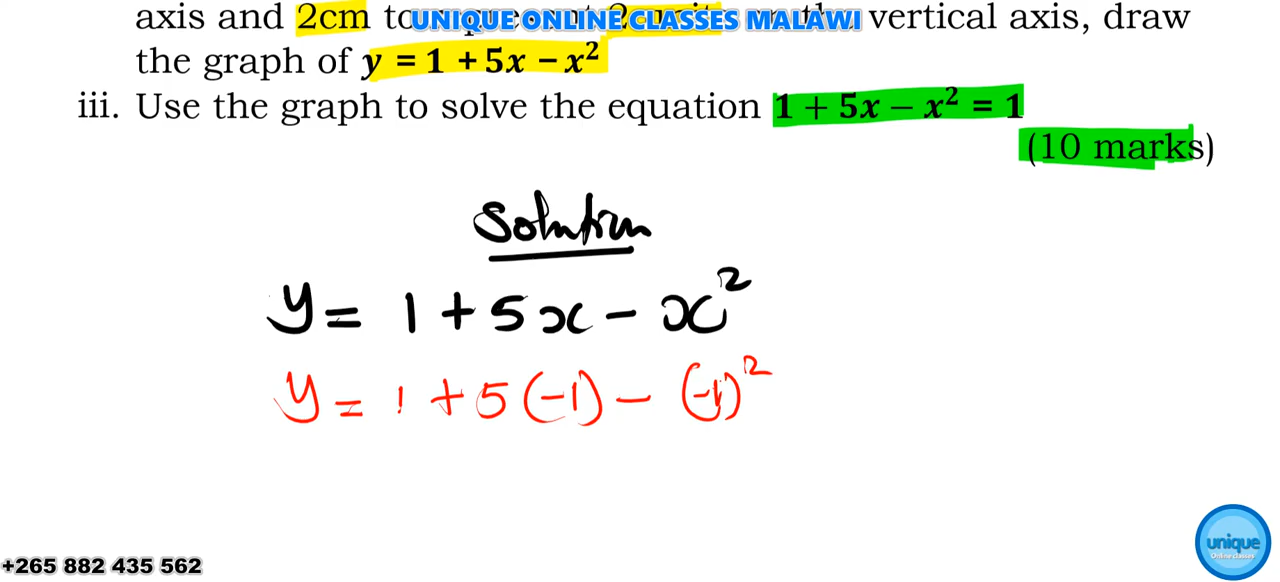 axis and 2cm to UNIQUE ONLINE CLASSES MALAWI vertical axis, draw
the graph of y = 1 + 5x − x²
iii. Use the graph to solve the equation 1 + 5x − x² = 1
(10 marks)
Solution
y = 1 + 5x − x²
y = 1 + 5(−1) − (−1)²
unique
Online classes
+265 882 435 562